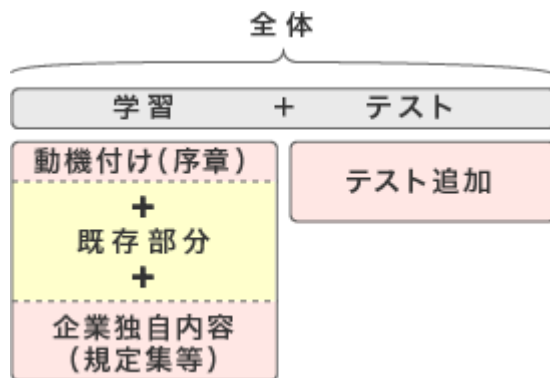 全体
学習 + テスト
動機付け(序章)
+
既存部分
+
企業独自内容
(規定集等)
テスト追加